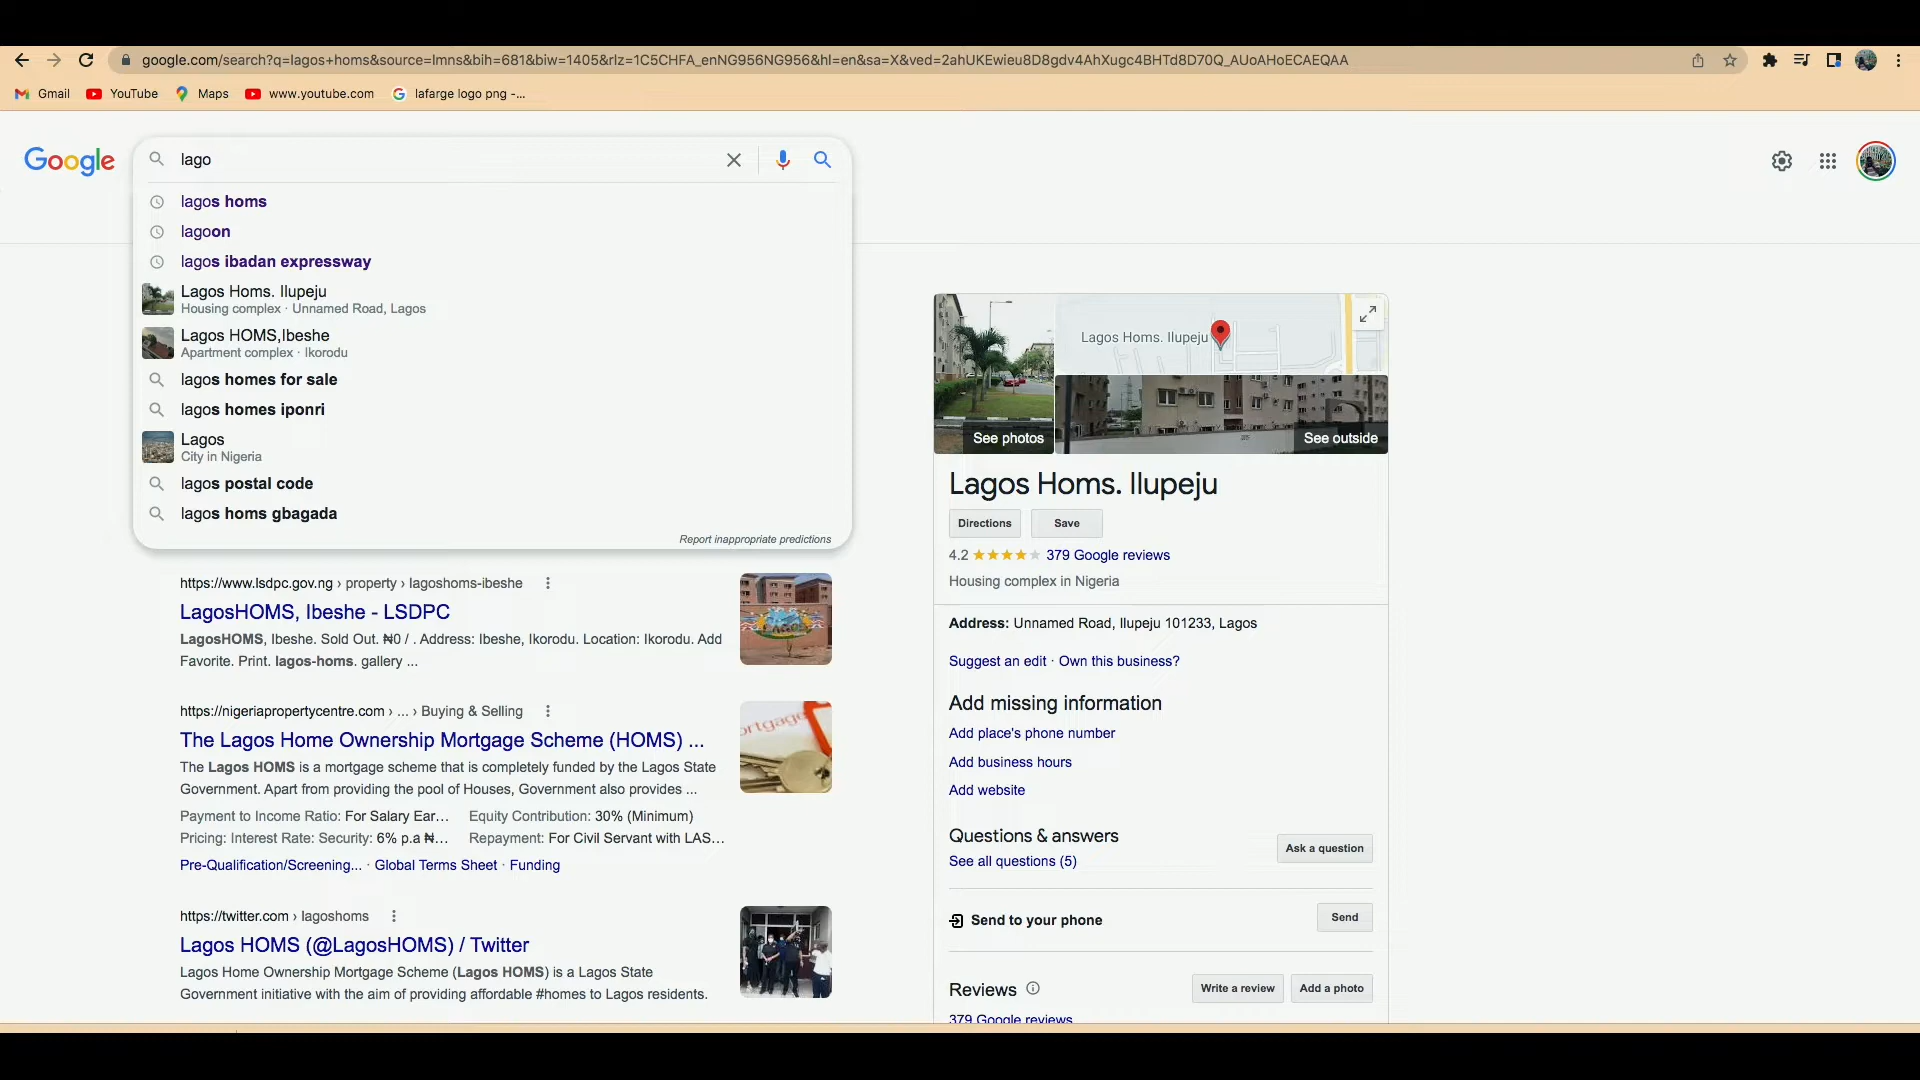 google.com/search?q=lagos+homs&source=lmns&bih=681&biw=1405&rlz=1C5CHFA_enNG956NG956&hl=en&sa=X&ved=2ahUKEwieu8D8gdv4AhXugc4BHTd8D70Q_AUoAHoECAEQAA
Gmail YouTube Maps www.youtube.com lafarge logo png -...
Google
lago
lagos homs
lagoon
lagos ibadan expressway
Lagos Homs. Ilupeju
Housing complex · Unnamed Road, Lagos
Lagos HOMS,Ibeshe
Apartment complex · Ikorodu
lagos homes for sale
lagos homes iponri
Lagos
City in Nigeria
lagos postal code
lagos homs gbagada
Report inappropriate predictions
https://www.lsdpc.gov.ng › property › lagoshoms-ibeshe
LagosHOMS, Ibeshe - LSDPC
LagosHOMS, Ibeshe. Sold Out. ₦0 / . Address: Ibeshe, Ikorodu. Location: Ikorodu. Add
Favorite. Print. lagos-homs. gallery ...
LAGOS
https://nigeriapropertycentre.com › ... › Buying & Selling
The Lagos Home Ownership Mortgage Scheme (HOMS) ...
The Lagos HOMS is a mortgage scheme that is completely funded by the Lagos State
Government. Apart from providing the pool of Houses, Government also provides ...
Payment to Income Ratio: For Salary Ear... Equity Contribution: 30% (Minimum)
Pricing: Interest Rate: Security: 6% p.a ₦... Repayment: For Civil Servant with LAS...
Pre-Qualification/Screening... · Global Terms Sheet · Funding
ortgage
https://twitter.com › lagoshoms
Lagos HOMS (@LagosHOMS) / Twitter
Lagos Home Ownership Mortgage Scheme (Lagos HOMS) is a Lagos State
Government initiative with the aim of providing affordable #homes to Lagos residents.
Lagos Homs. Ilupeju
See photos
See outside
Lagos Homs. Ilupeju
Directions Save
4.2 379 Google reviews
Housing complex in Nigeria
Address: Unnamed Road, Ilupeju 101233, Lagos
Suggest an edit · Own this business?
Add missing information
Add place's phone number
Add business hours
Add website
Questions & answers
See all questions (5)
Ask a question
Send to your phone
Send
Reviews
Write a review Add a photo
379 Google reviews